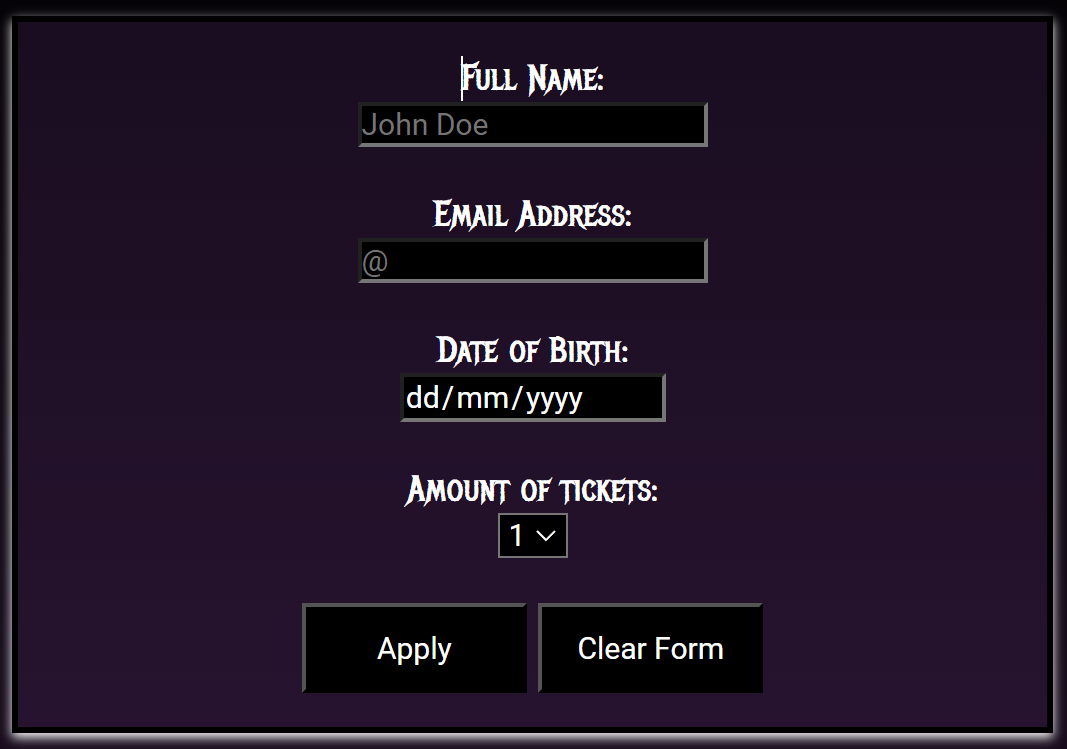 Full Name:
John Doe
Email Address:
@
Date of Birth:
dd/mm/yyyy
Amount of tickets:
1
Apply Clear Form